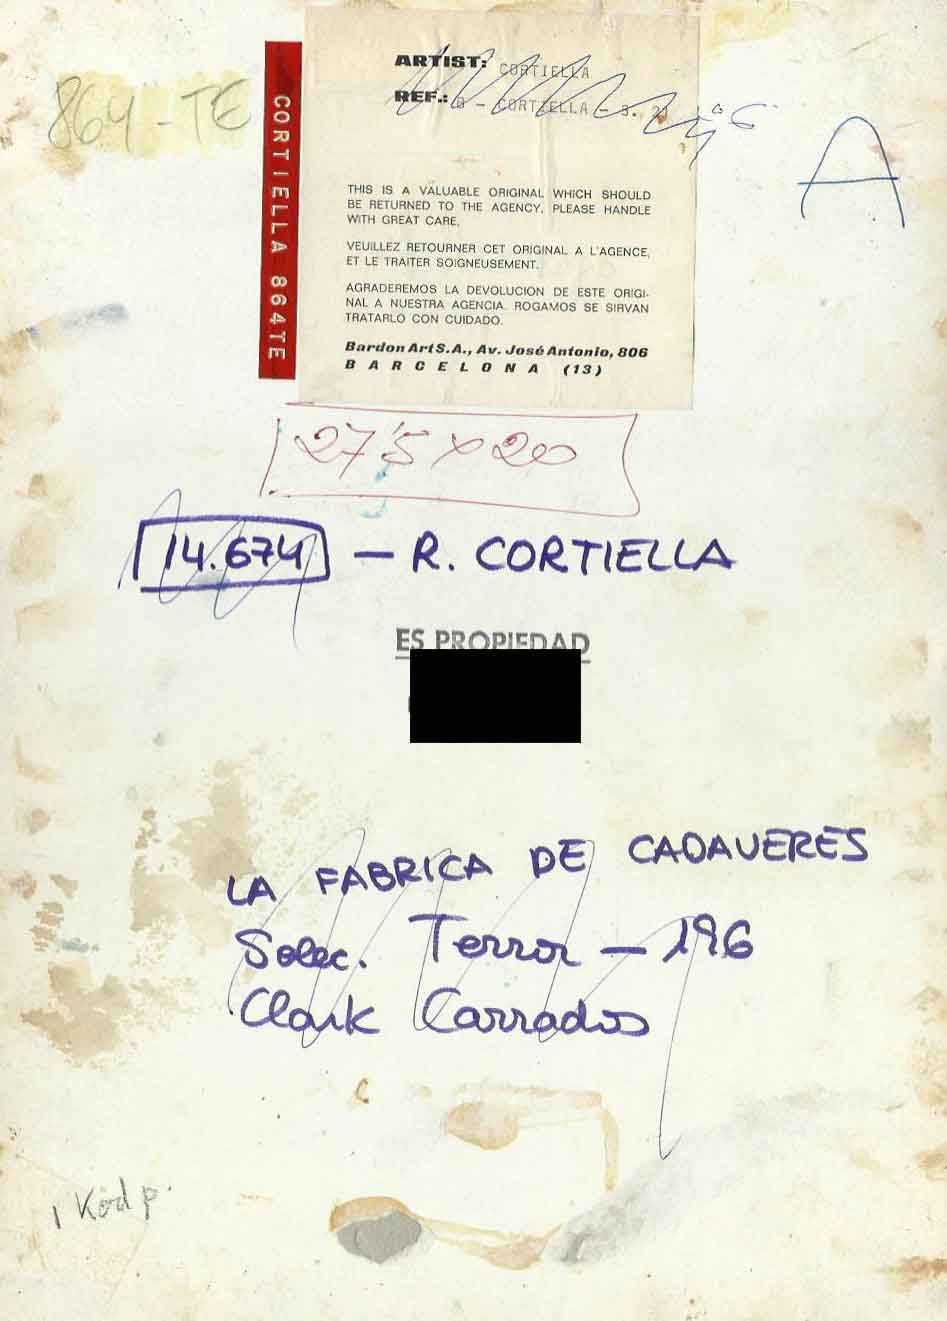 864-TE
CORTIELLA 864TE
ARTIST: CORTIELLA
REF.: - CORTIELLA - 3.
A
THIS IS A VALUABLE ORIGINAL WHICH SHOULD
BE RETURNED TO THE AGENCY. PLEASE HANDLE
WITH GREAT CARE.
VEUILLEZ RETOURNER CET ORIGINAL A L'AGENCE,
ET LE TRAITER SOIGNEUSEMENT.
AGRADEREMOS LA DEVOLUCION DE ESTE ORIGI-
NAL A NUESTRA AGENCIA. ROGAMOS SE SIRVAN
TRATARLO CON CUIDADO.
Bardon Art S.A., Av. José Antonio, 806
BARCELONA (13)
27'5 x 20
14.674 - R. CORTIELLA
ES PROPIEDAD
LA FABRICA DE CADAVERES
Selec. Terror - 196
Clark Carrados